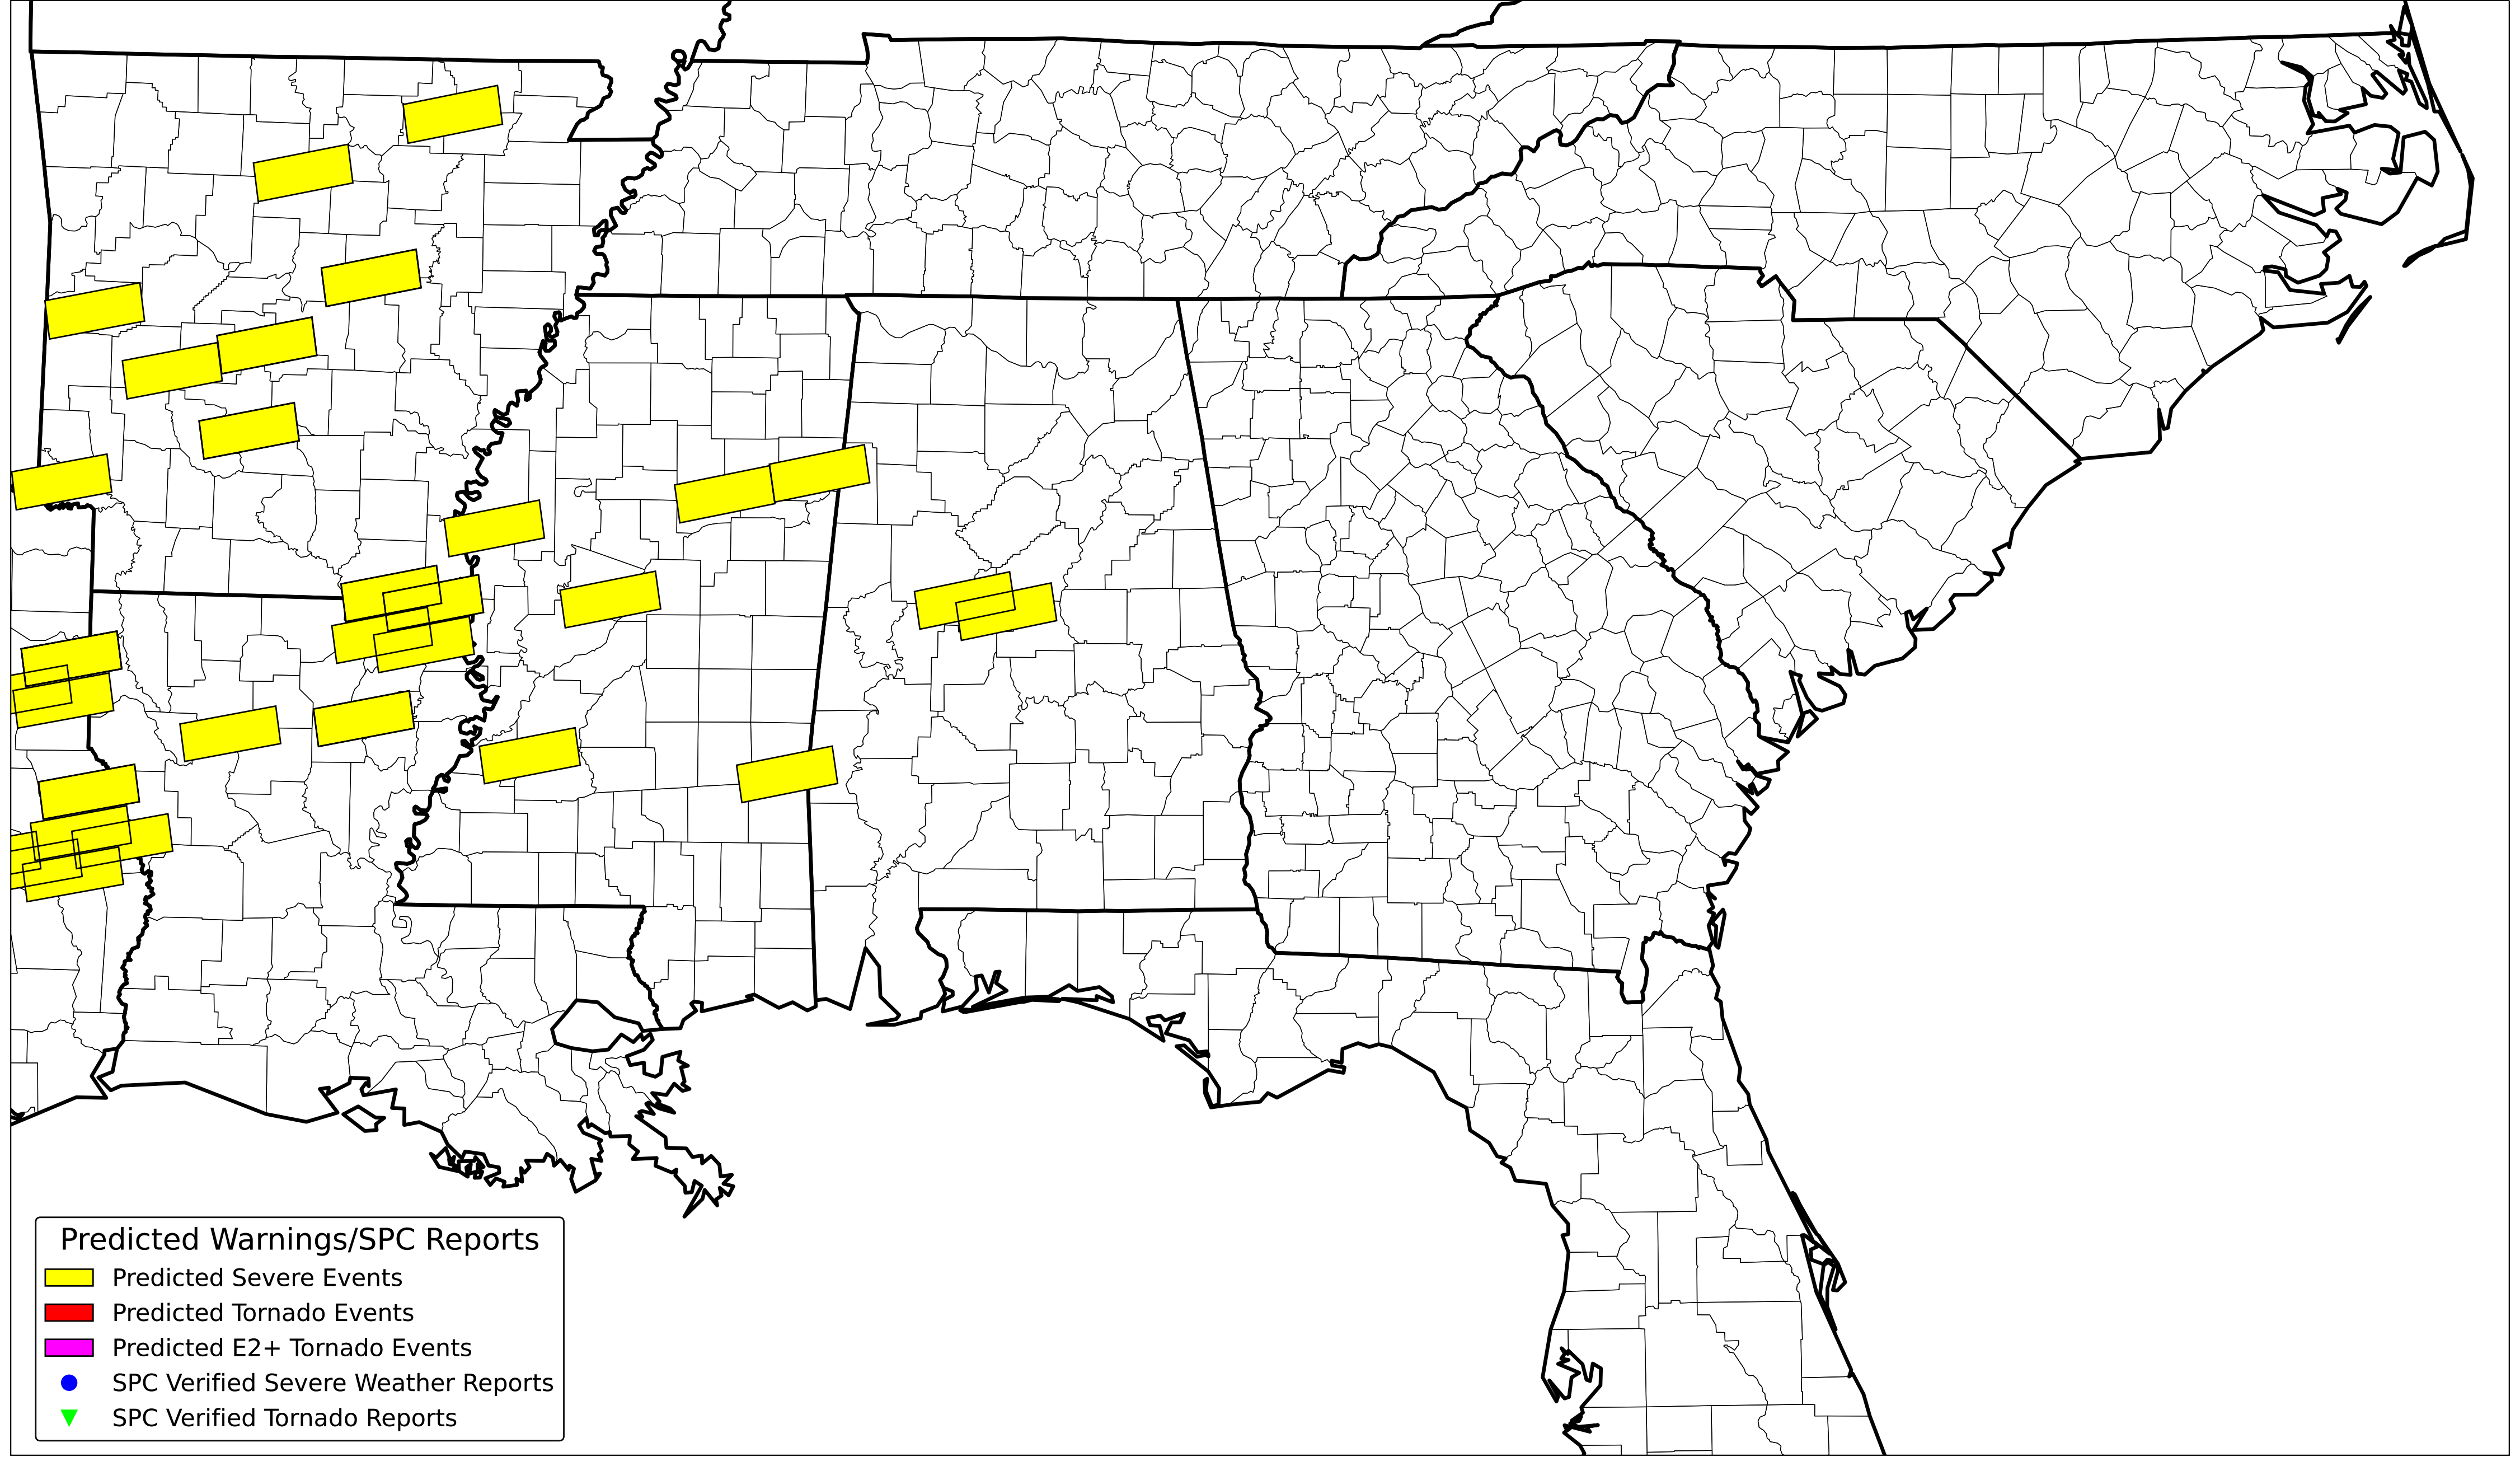 Predicted Warnings/SPC Reports
Predicted Severe Events
Predicted Tornado Events
Predicted E2+ Tornado Events
SPC Verified Severe Weather Reports
SPC Verified Tornado Reports